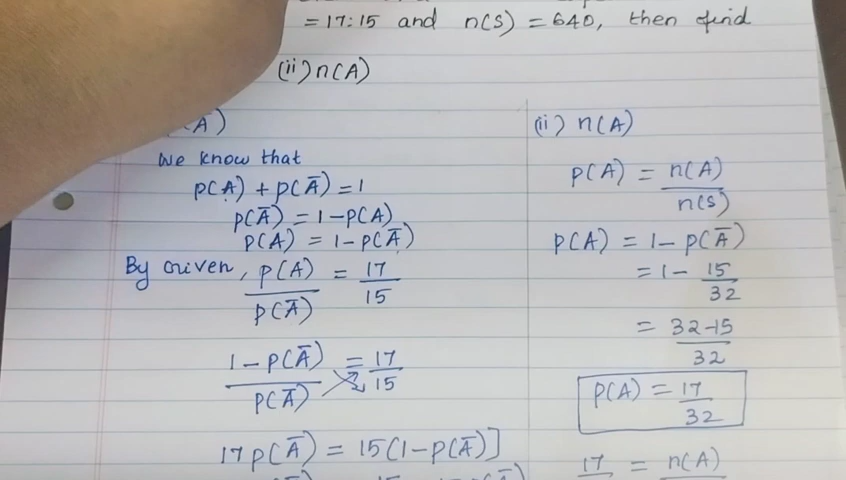 = 17:15 and n(S) = 640, then find
(ii) n(A)
A̅)
We know that
P(A) + P(A̅) = 1
P(A̅) = 1 - P(A)
P(A) = 1 - P(A̅)
By Given, P(A)/P(A̅) = 17/15
1 - P(A̅)/P(A̅) = 17/15
17 P(A̅) = 15(1 - P(A̅)]
(ii) n(A)
P(A) = n(A)/n(S)
P(A) = 1 - P(A̅)
= 1 - 15/32
= 32-15/32
P(A) = 17/32
17 = n(A)